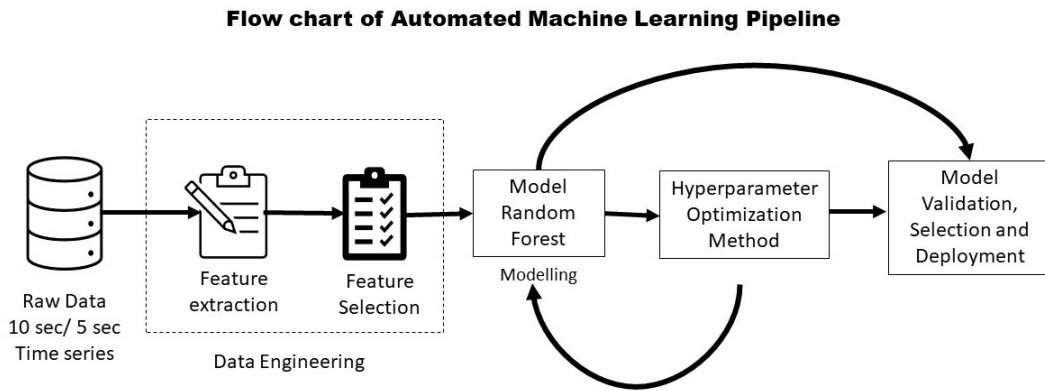 Flow chart of Automated Machine Learning Pipeline
Raw Data
10 sec/ 5 sec
Time series
Feature
extraction
Feature
Selection
Data Engineering
Model
Random
Forest
Modelling
Hyperparameter
Optimization
Method
Model
Validation,
Selection and
Deployment